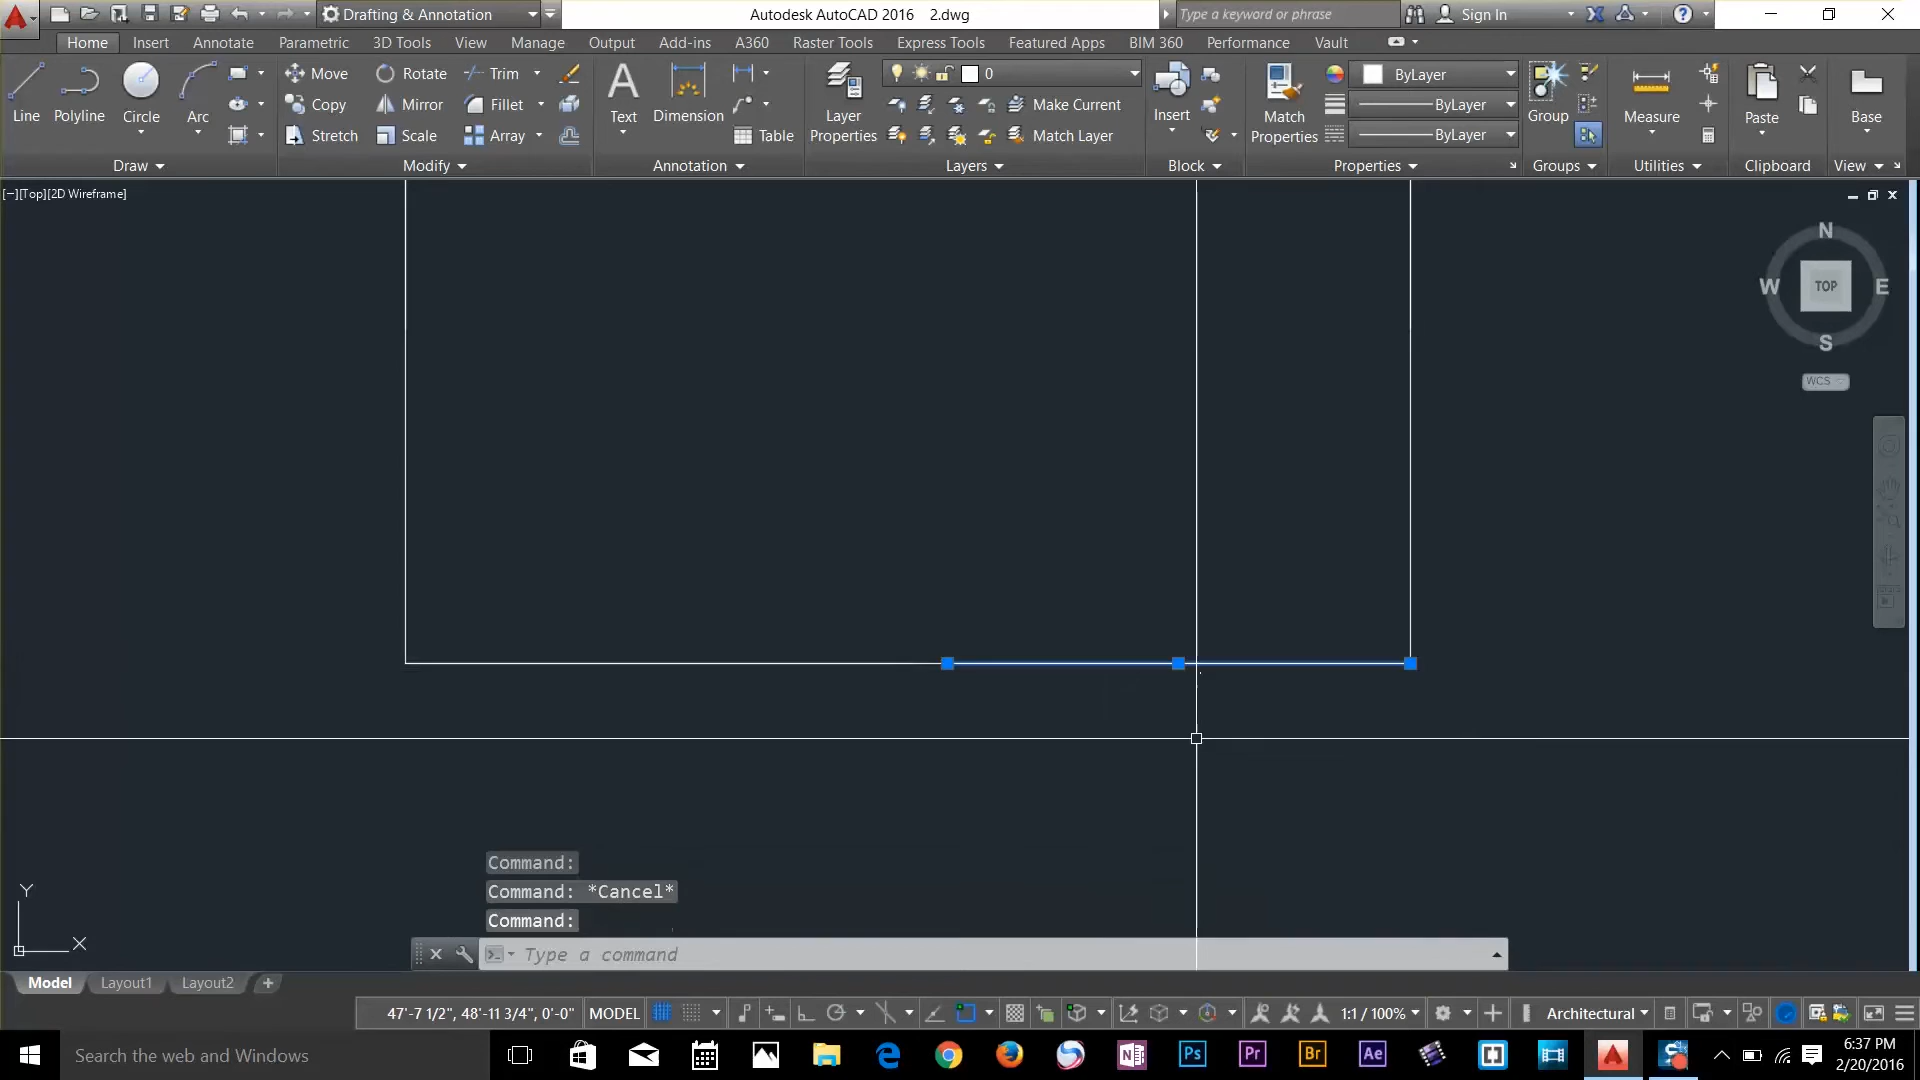 Drafting & Annotation
Autodesk AutoCAD 2016 2.dwg
Type a keyword or phrase
Sign In
Home Insert Annotate Parametric 3D Tools View Manage Output Add-ins A360 Raster Tools Express Tools Featured Apps BIM 360 Performance Vault
Line Polyline Circle Arc
Move Rotate Trim
Copy Mirror Fillet
Stretch Scale Array
Text Dimension Table
Layer Properties
0
Make Current
Match Layer
Insert
Match Properties
ByLayer
ByLayer
ByLayer
Group
Measure
Paste
Base
Draw Modify Annotation Layers Block Properties Groups Utilities Clipboard View
[−][Top][2D Wireframe]
N
W TOP E
S
WCS
Command:
Command: *Cancel*
Command:
Type a command
Y
X
Model Layout1 Layout2 +
47'-7 1/2", 48'-11 3/4", 0'-0" MODEL 1:1 / 100% Architectural
Search the web and Windows
N Ps Pr Br Ae
6:37 PM
2/20/2016